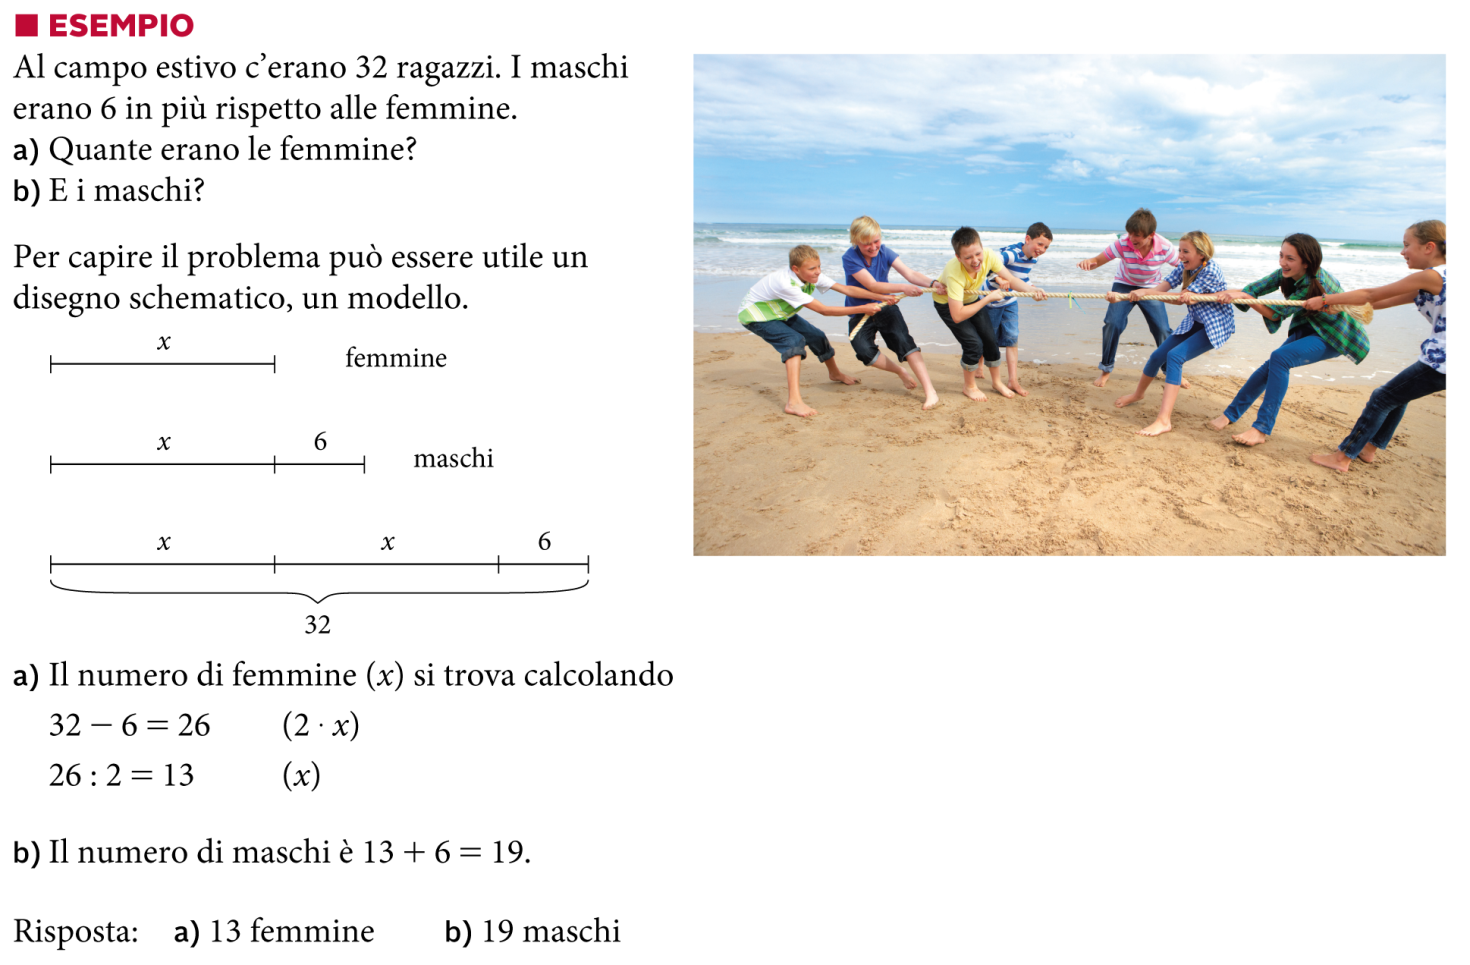 ESEMPIO
Al campo estivo c’erano 32 ragazzi. I maschi
erano 6 in più rispetto alle femmine.
a) Quante erano le femmine?
b) E i maschi?
Per capire il problema può essere utile un
disegno schematico, un modello.
x femmine
x 6 maschi
x x 6
32
a) Il numero di femmine (x) si trova calcolando
32 − 6 = 26 (2 · x)
26 : 2 = 13 (x)
b) Il numero di maschi è 13 + 6 = 19.
Risposta: a) 13 femmine b) 19 maschi